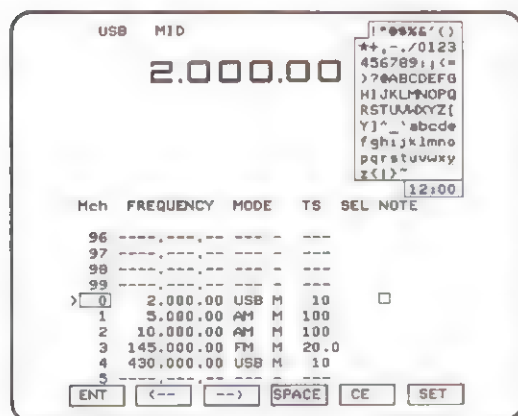 USB MID
2.000.00
!"#$%&'()
*+,-./0123
456789:;<=
>?@ABCDEFG
HIJKLMNOPQ
RSTUVWXYZ[
Y]^_`abcde
fghijklmno
pqrstuvwxy
z{|}~
12:00
Mch FREQUENCY MODE TS SEL NOTE
96 ----.---.-- --- - ---
97 ----.---.-- --- - ---
98 ----.---.-- --- - ---
99 ----.---.-- --- - ---
>0 2.000.00 USB M 10
1 5.000.00 AM M 100
2 10.000.00 AM M 100
3 145.000.00 FM M 20.0
4 430.000.00 USB M 10
5 ----.---.-- --- - ---
ENT <-- --> SPACE CE SET